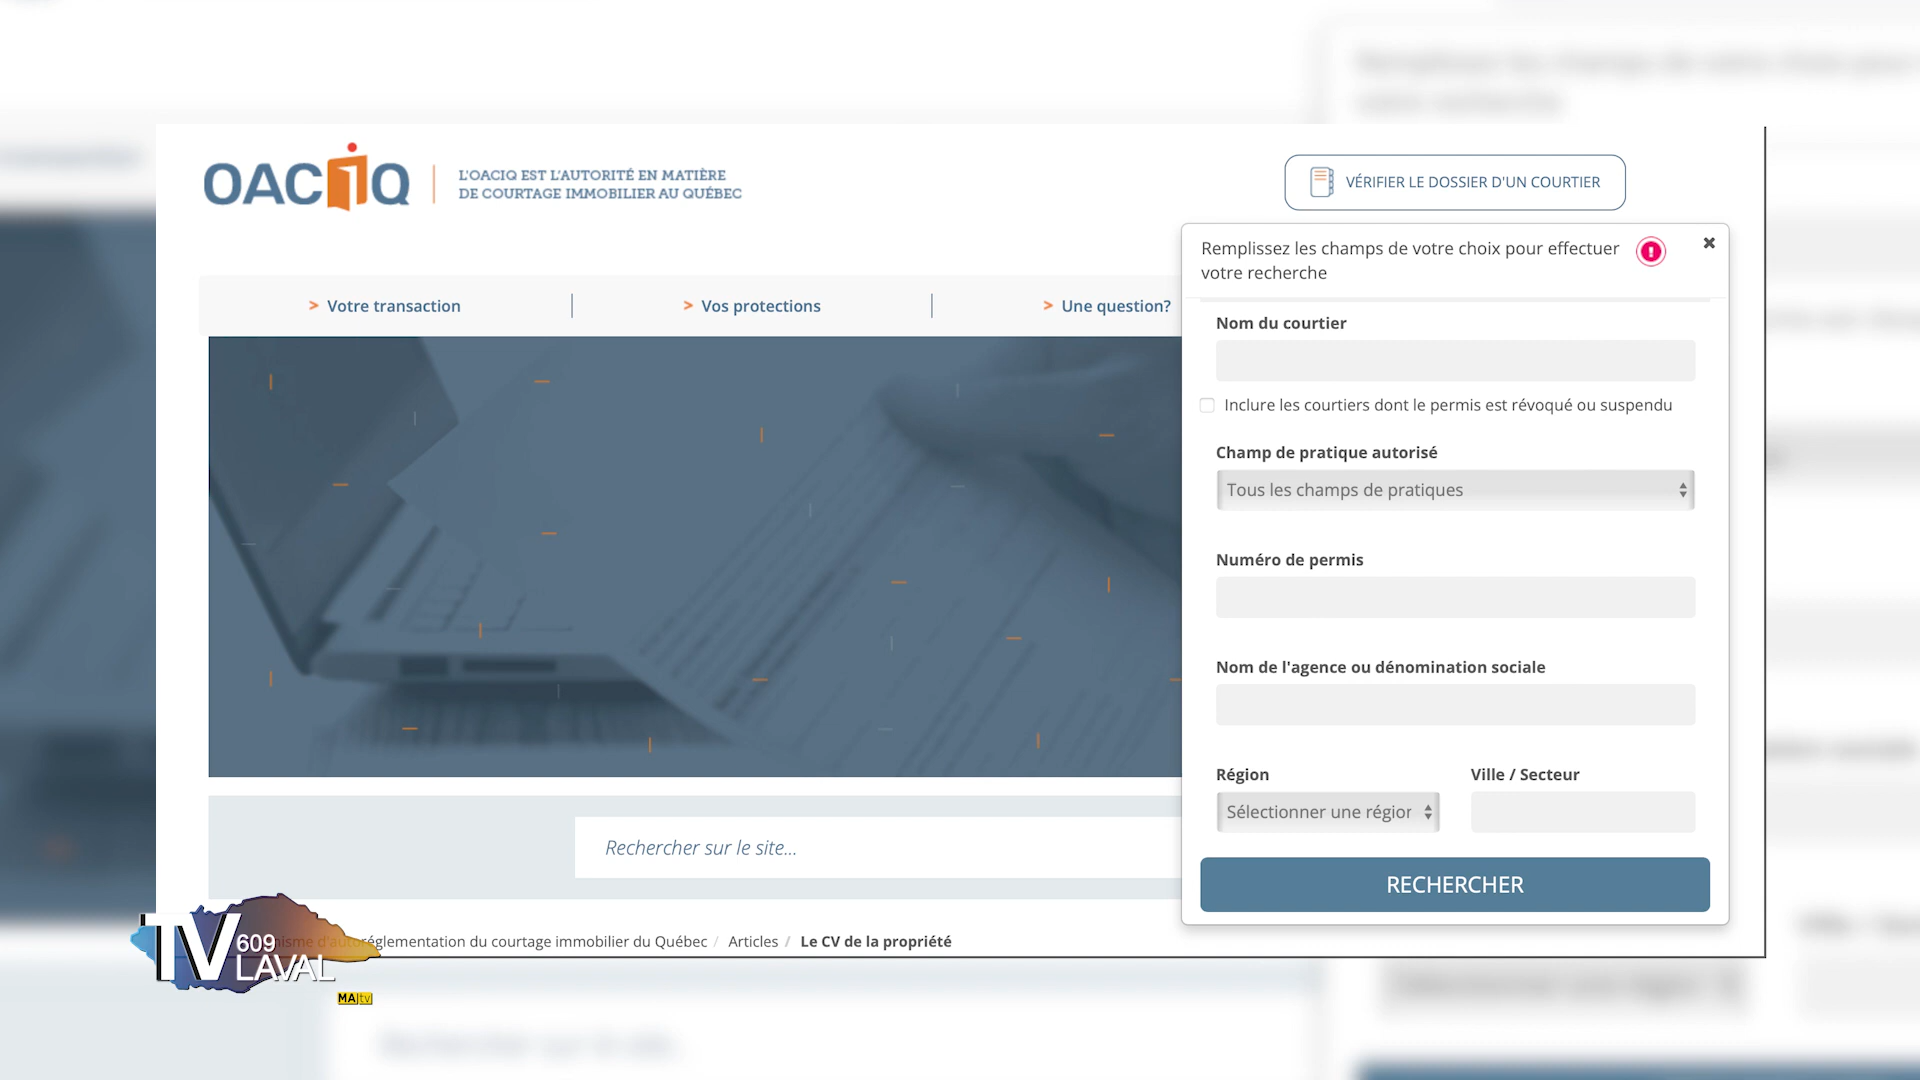 OACIQ
L'OACIQ EST L'AUTORITÉ EN MATIÈRE
DE COURTAGE IMMOBILIER AU QUÉBEC
VÉRIFIER LE DOSSIER D'UN COURTIER
> Votre transaction
> Vos protections
> Une question?
Remplissez les champs de votre choix pour effectuer
votre recherche
Nom du courtier
Inclure les courtiers dont le permis est révoqué ou suspendu
Champ de pratique autorisé
Tous les champs de pratiques
Numéro de permis
Nom de l'agence ou dénomination sociale
Région
Ville / Secteur
Sélectionner une région
RECHERCHER
Rechercher sur le site...
d'autoréglementation du courtage immobilier du Québec / Articles / Le CV de la propriété
TV 609
LAVAL
MAtv